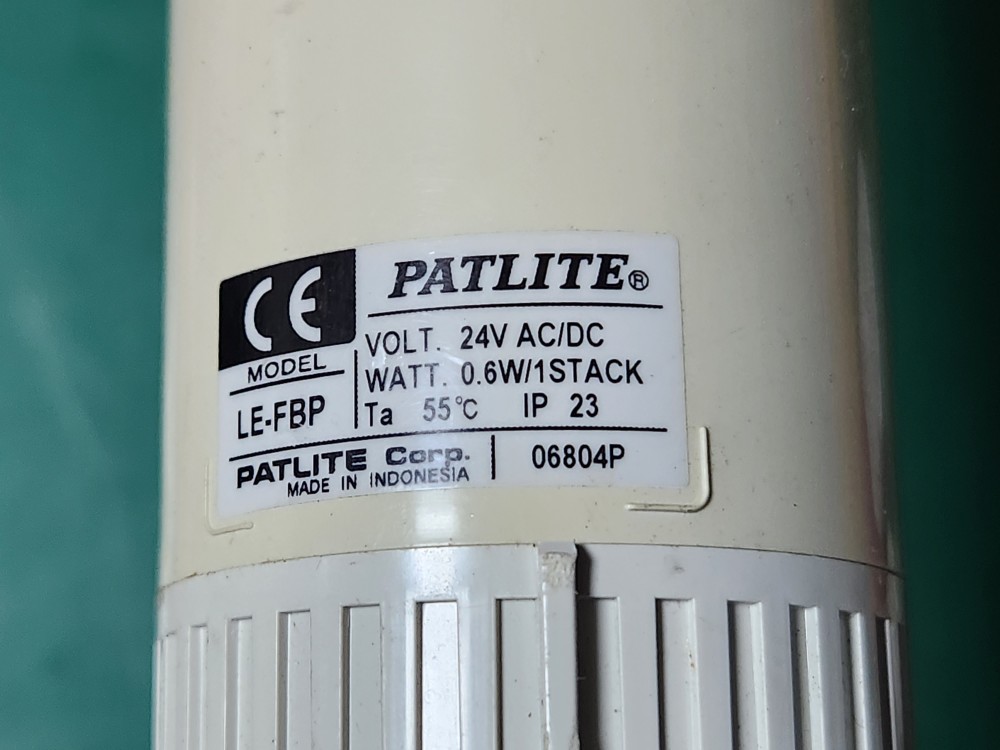 CE
PATLITE®
MODEL
LE-FBP
VOLT. 24V AC/DC
WATT. 0.6W/1STACK
Ta 55℃ IP 23
PATLITE Corp.
MADE IN INDONESIA
06804P